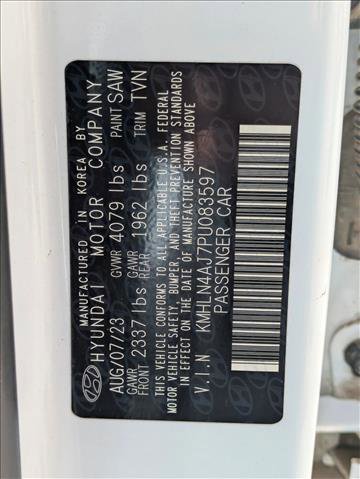 MANUFACTURED IN KOREA BY
HYUNDAI MOTOR COMPANY
AUG/07/23 GVWR 4079 lbs PAINT SAW
GAWR FRONT 2337 lbs GAWR REAR 1962 lbs TRIM TVN
THIS VEHICLE CONFORMS TO ALL APPLICABLE U.S.A. FEDERAL
MOTOR VEHICLE SAFETY, BUMPER, AND THEFT PREVENTION STANDARDS
IN EFFECT ON THE DATE OF MANUFACTURE SHOWN ABOVE
V.I.N KMHLN4AJ7PU083597
PASSENGER CAR